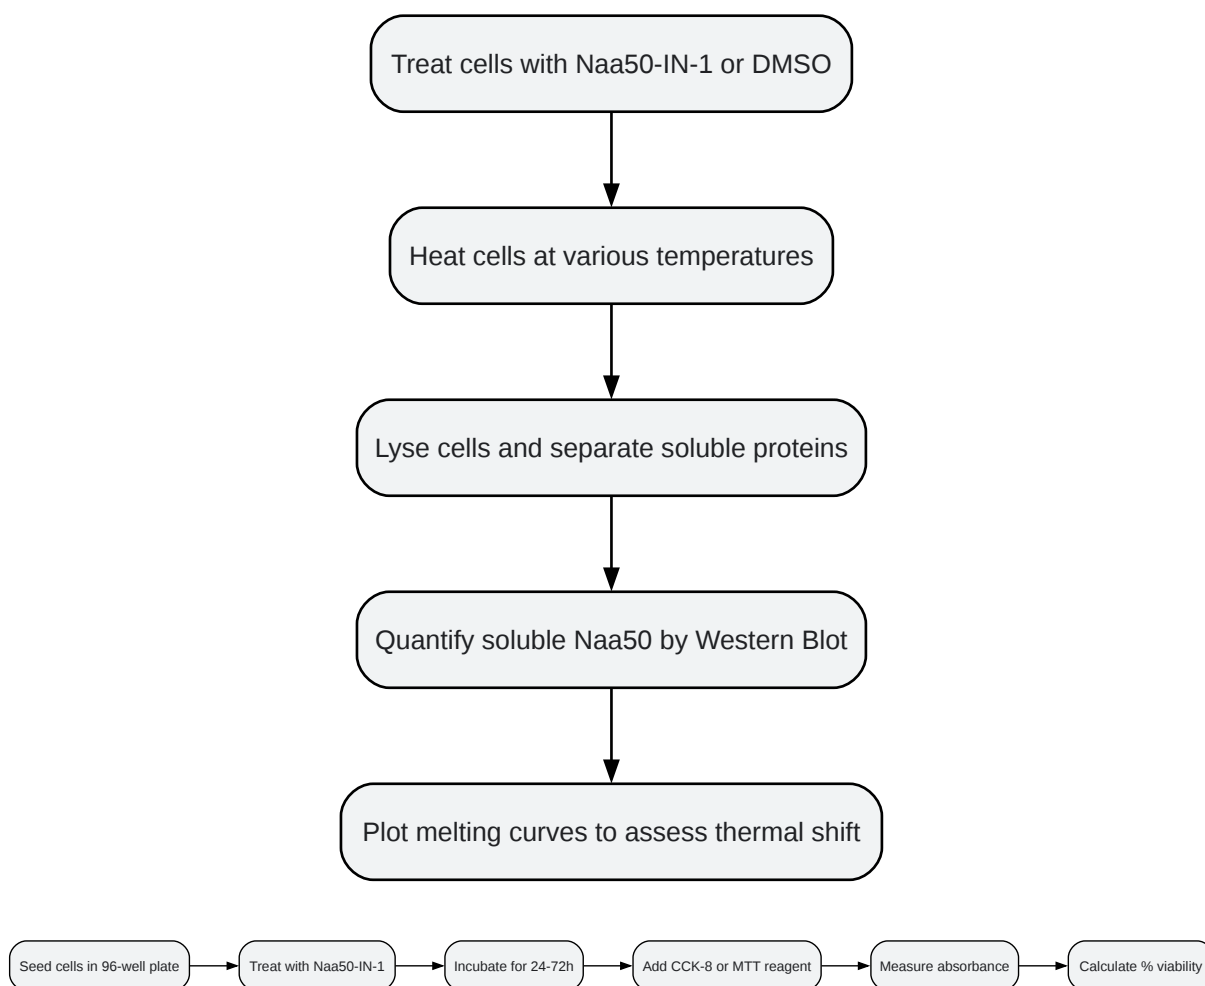 Treat cells with Naa50-IN-1 or DMSO
Heat cells at various temperatures
Lyse cells and separate soluble proteins
Quantify soluble Naa50 by Western Blot
Plot melting curves to assess thermal shift
Seed cells in 96-well plate
Treat with Naa50-IN-1
Incubate for 24-72h
Add CCK-8 or MTT reagent
Measure absorbance
Calculate % viability